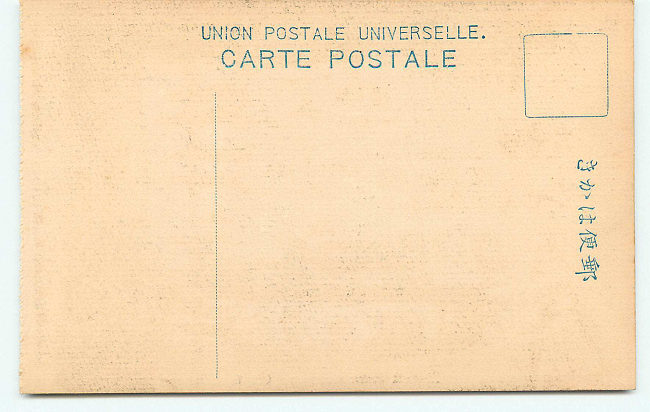 UNION POSTALE UNIVERSELLE.
CARTE POSTALE
郵便はかき